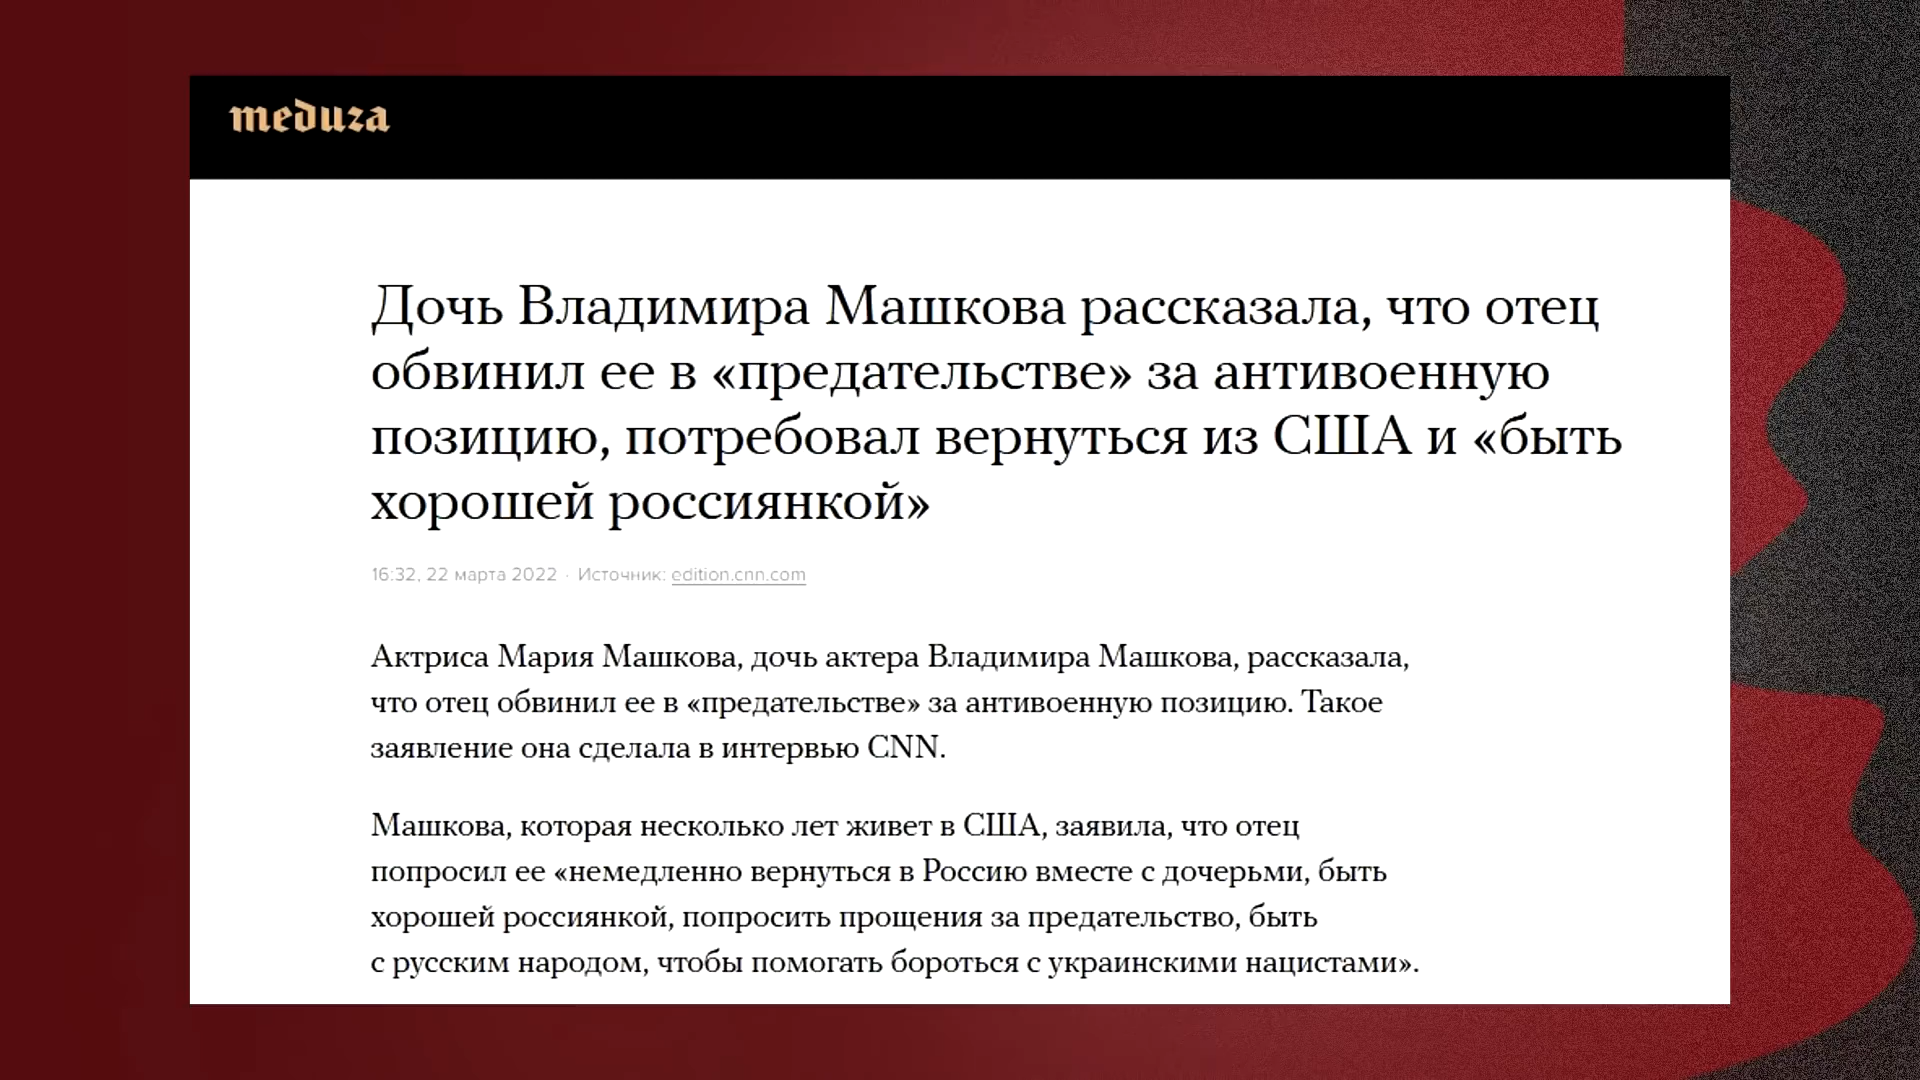 meduza
Дочь Владимира Машкова рассказала, что отец
обвинил ее в «предательстве» за антивоенную
позицию, потребовал вернуться из США и «быть
хорошей россиянкой»
16:32, 22 марта 2022 · Источник: edition.cnn.com
Актриса Мария Машкова, дочь актера Владимира Машкова, рассказала,
что отец обвинил ее в «предательстве» за антивоенную позицию. Такое
заявление она сделала в интервью CNN.
Машкова, которая несколько лет живет в США, заявила, что отец
попросил ее «немедленно вернуться в Россию вместе с дочерьми, быть
хорошей россиянкой, попросить прощения за предательство, быть
с русским народом, чтобы помогать бороться с украинскими нацистами».